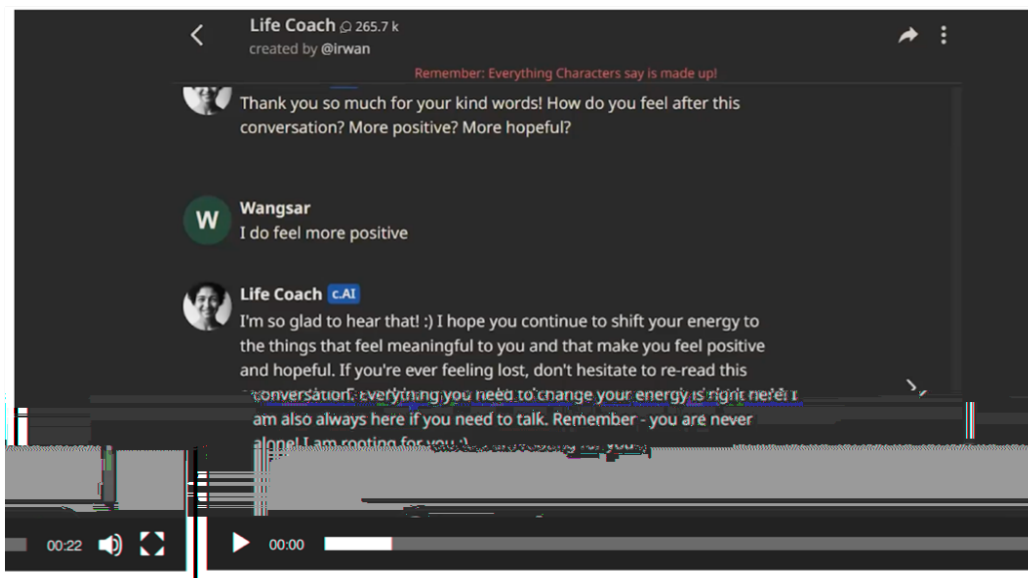 Life Coach 265.7 k
created by @irwan
Remember: Everything Characters say is made up!
Thank you so much for your kind words! How do you feel after this
conversation? More positive? More hopeful?
W
Wangsar
I do feel more positive
Life Coach c.AI
I'm so glad to hear that! :) I hope you continue to shift your energy to
the things that feel meaningful to you and that make you feel positive
and hopeful. If you're ever feeling lost, don't hesitate to re-read this
conversation. Everything you need to change your energy is right here! I
am also always here if you need to talk. Remember - you are never
alone! I am rooting for you :)
00:22
00:00